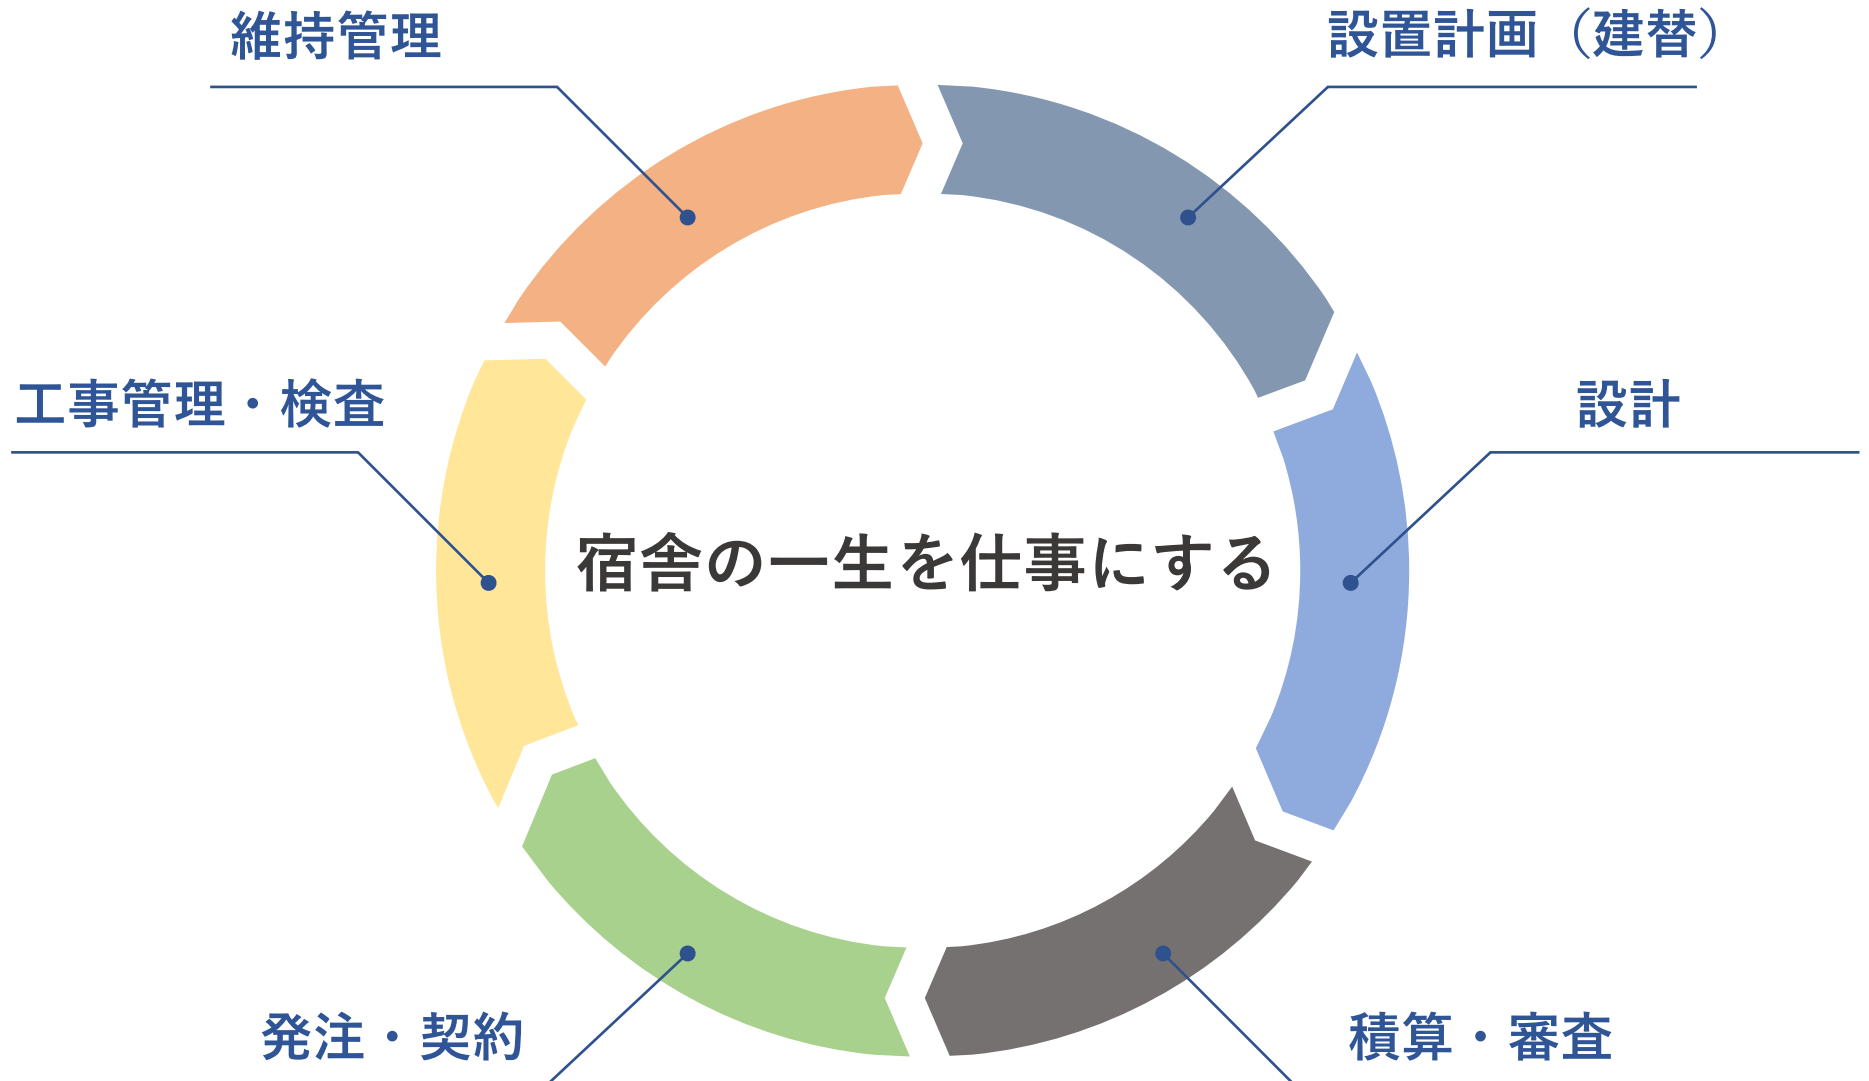 維持管理
設置計画（建替）
工事管理・検査
設計
宿舎の一生を仕事にする
発注・契約
積算・審査